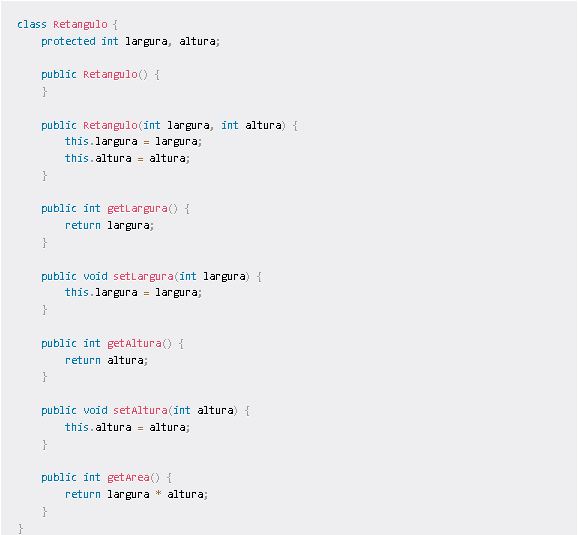 class Retangulo {
    protected int largura, altura;

    public Retangulo() {
    }

    public Retangulo(int largura, int altura) {
        this.largura = largura;
        this.altura = altura;
    }

    public int getLargura() {
        return largura;
    }

    public void setLargura(int largura) {
        this.largura = largura;
    }

    public int getAltura() {
        return altura;
    }

    public void setAltura(int altura) {
        this.altura = altura;
    }

    public int getArea() {
        return largura * altura;
    }
}